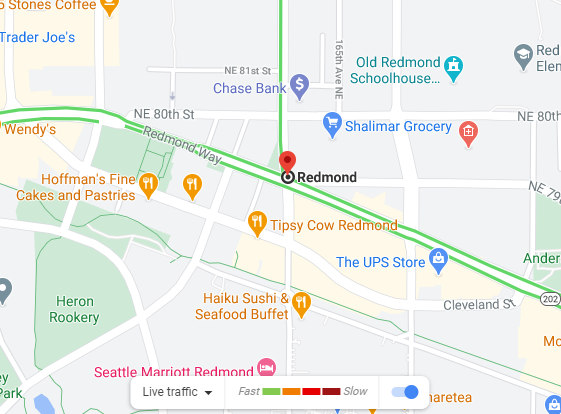 5 Stones Coffee
Trader Joe's
NE 81st St
165th Ave NE
Old Redmond
Schoolhouse...
Red
Elem
Chase Bank
NE 80th St
NE 80th
Shalimar Grocery
Wendy's
Redmond Way
Redmond
Hoffman's Fine
Cakes and Pastries
NE 79
Tipsy Cow Redmond
The UPS Store
Ander
202
Heron
Rookery
Haiku Sushi &
Seafood Buffet
Cleveland St
Mo
Seattle Marriott Redmond
ey
Park
Live traffic
Fast
Slow
haretea